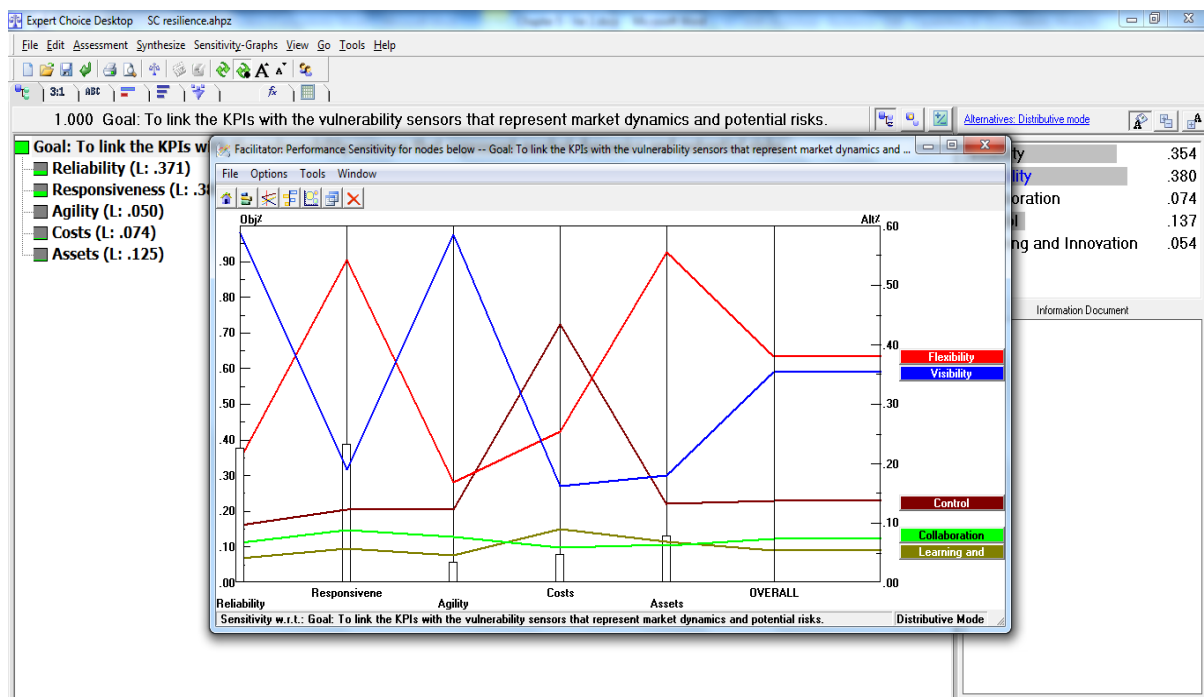 Expert Choice Desktop SC resilience.ahpz
File Edit Assessment Synthesize Sensitivity-Graphs View Go Tools Help
A A
3:1 ABC fx
1.000 Goal: To link the KPIs with the vulnerability sensors that represent market dynamics and potential risks.
Alternatives: Distributive mode
Goal: To link the KPIs w
Reliability (L: .371)
Responsiveness (L: .38
Agility (L: .050)
Costs (L: .074)
Assets (L: .125)
ty .354
ility .380
oration .074
ol .137
ng and Innovation .054
Information Document
Facilitator: Performance Sensitivity for nodes below -- Goal: To link the KPIs with the vulnerability sensors that represent market dynamics and ...
File Options Tools Window
Obj% Alt%
.90
.80
.70
.60
.50
.40
.30
.20
.10
.00
.60
.50
.40
.30
.20
.10
.00
Flexibility
Visibility
Control
Collaboration
Learning and
Reliability
Responsivene
Agility
Costs
Assets
OVERALL
Sensitivity w.r.t.: Goal: To link the KPIs with the vulnerability sensors that represent market dynamics and potential risks.
Distributive Mode